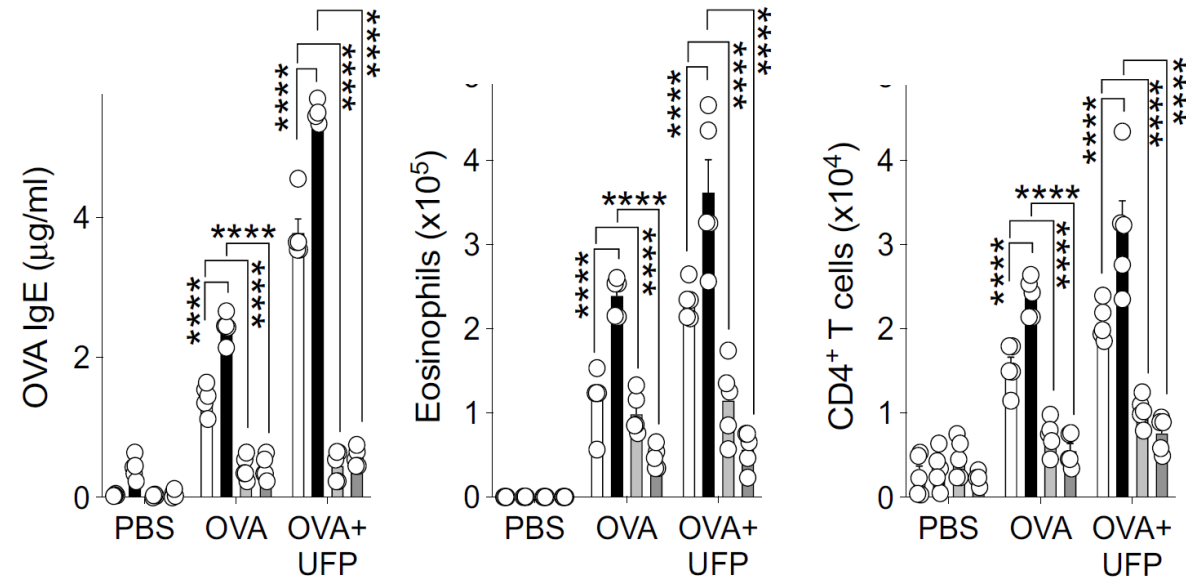 OVA IgE (μg/ml)
4
2
0
****
****
****
****
****
****
PBS
OVA
OVA+
UFP
Eosinophils (x10⁵)
4
3
2
1
0
****
****
****
****
****
****
PBS
OVA
OVA+
UFP
CD4⁺ T cells (x10⁴)
4
3
2
1
0
****
****
****
****
****
****
PBS
OVA
OVA+
UFP